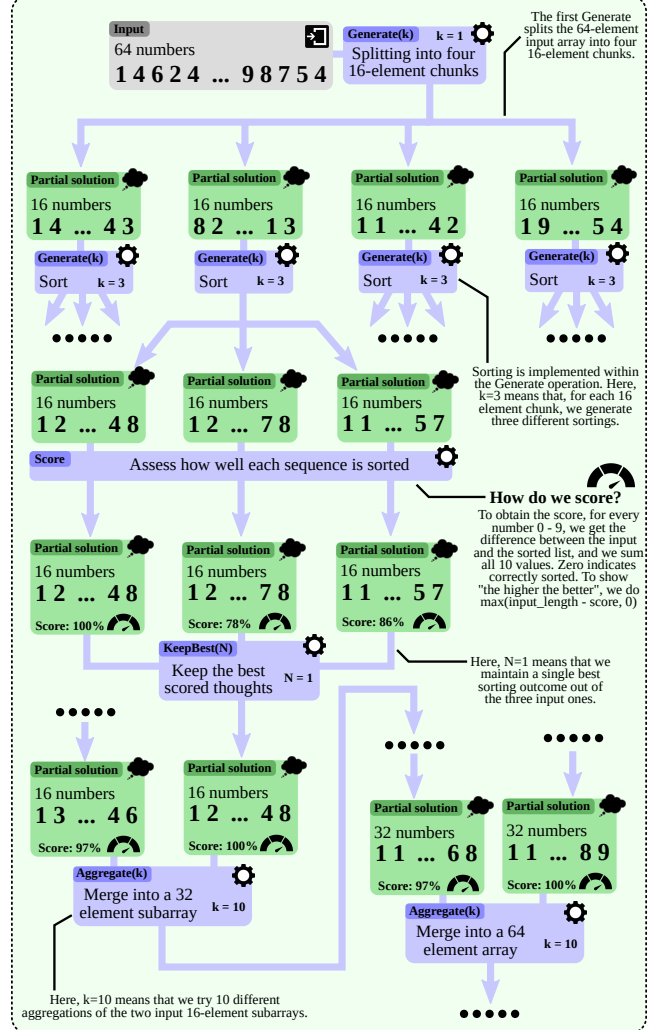 Input
64 numbers
1 4 6 2 4 ... 9 8 7 5 4
Generate(k) k = 1
Splitting into four
16-element chunks
The first Generate
splits the 64-element
input array into four
16-element chunks.
Partial solution
16 numbers
1 4 ... 4 3
Partial solution
16 numbers
8 2 ... 1 3
Partial solution
16 numbers
1 1 ... 4 2
Partial solution
16 numbers
1 9 ... 5 4
Generate(k)
Sort k = 3
Generate(k)
Sort k = 3
Generate(k)
Sort k = 3
Generate(k)
Sort k = 3
Sorting is implemented within
the Generate operation. Here,
k=3 means that, for each 16
element chunk, we generate
three different sortings.
Partial solution
16 numbers
1 2 ... 4 8
Partial solution
16 numbers
1 2 ... 7 8
Partial solution
16 numbers
1 1 ... 5 7
Score
Assess how well each sequence is sorted
How do we score?
To obtain the score, for every
number 0 - 9, we get the
difference between the input
and the sorted list, and we sum
all 10 values. Zero indicates
correctly sorted. To show
"the higher the better", we do
max(input_length - score, 0)
Partial solution
16 numbers
1 2 ... 4 8
Score: 100%
Partial solution
16 numbers
1 2 ... 7 8
Score: 78%
Partial solution
16 numbers
1 1 ... 5 7
Score: 86%
KeepBest(N)
Keep the best
scored thoughts
N = 1
Here, N=1 means that we
maintain a single best
sorting outcome out of
the three input ones.
Partial solution
16 numbers
1 3 ... 4 6
Score: 97%
Partial solution
16 numbers
1 2 ... 4 8
Score: 100%
Partial solution
32 numbers
1 1 ... 6 8
Score: 97%
Partial solution
32 numbers
1 1 ... 8 9
Score: 100%
Aggregate(k)
Merge into a 32
element subarray
k = 10
Aggregate(k)
Merge into a 64
element array
k = 10
Here, k=10 means that we try 10 different
aggregations of the two input 16-element subarrays.